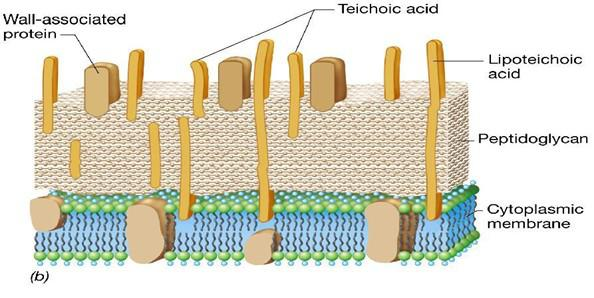 Teichoic acid
Wall-associated
protein
Lipoteichoic
acid
Peptidoglycan
Cytoplasmic
membrane
(b)